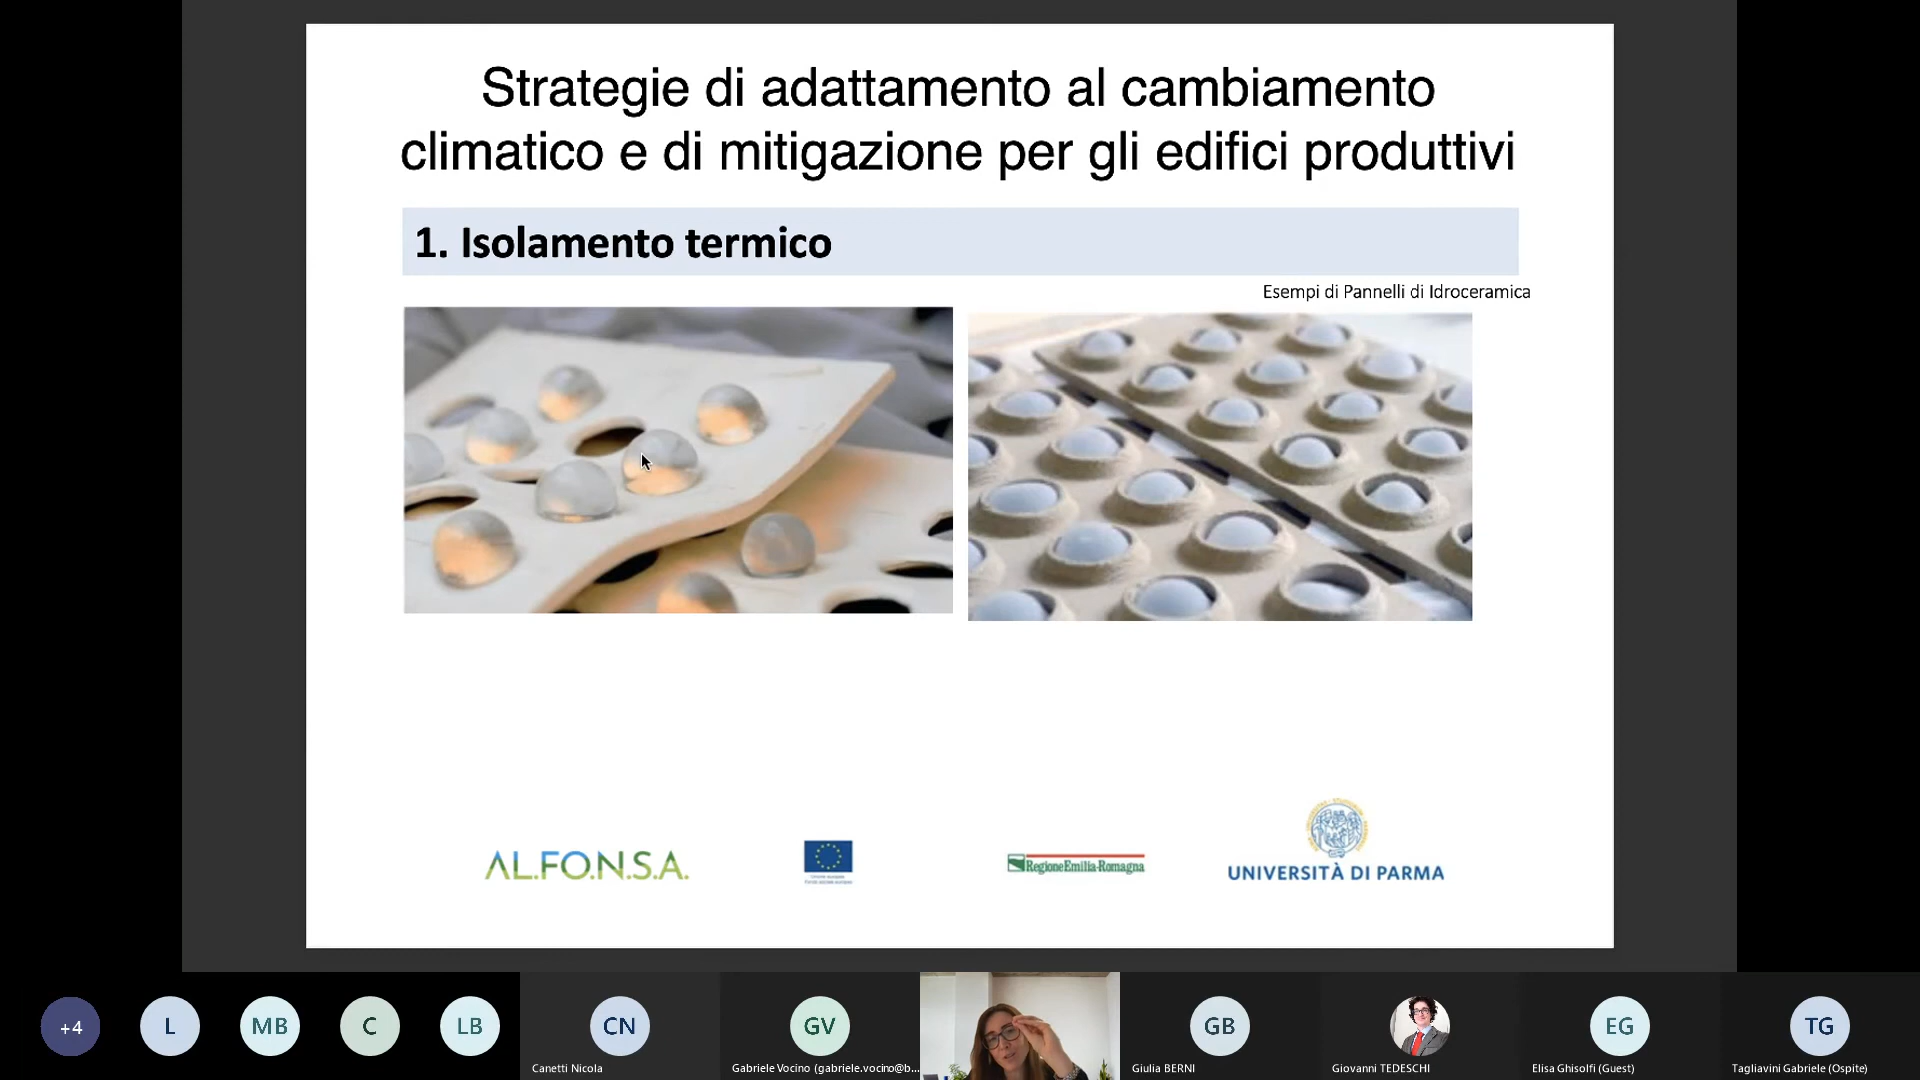 Strategie di adattamento al cambiamento
climatico e di mitigazione per gli edifici produttivi
1. Isolamento termico
Esempi di Pannelli di Idroceramica
AL.FO.N.S.A.
RegioneEmilia-Romagna
UNIVERSITÀ DI PARMA
+4
L
MB
C
LB
CN
GV
GB
EG
TG
Canetti Nicola
Gabriele Vocino (gabriele.vocino@b...
Giulia BERNI
Giovanni TEDESCHI
Elisa Ghisolfi (Guest)
Tagliavini Gabriele (Ospite)